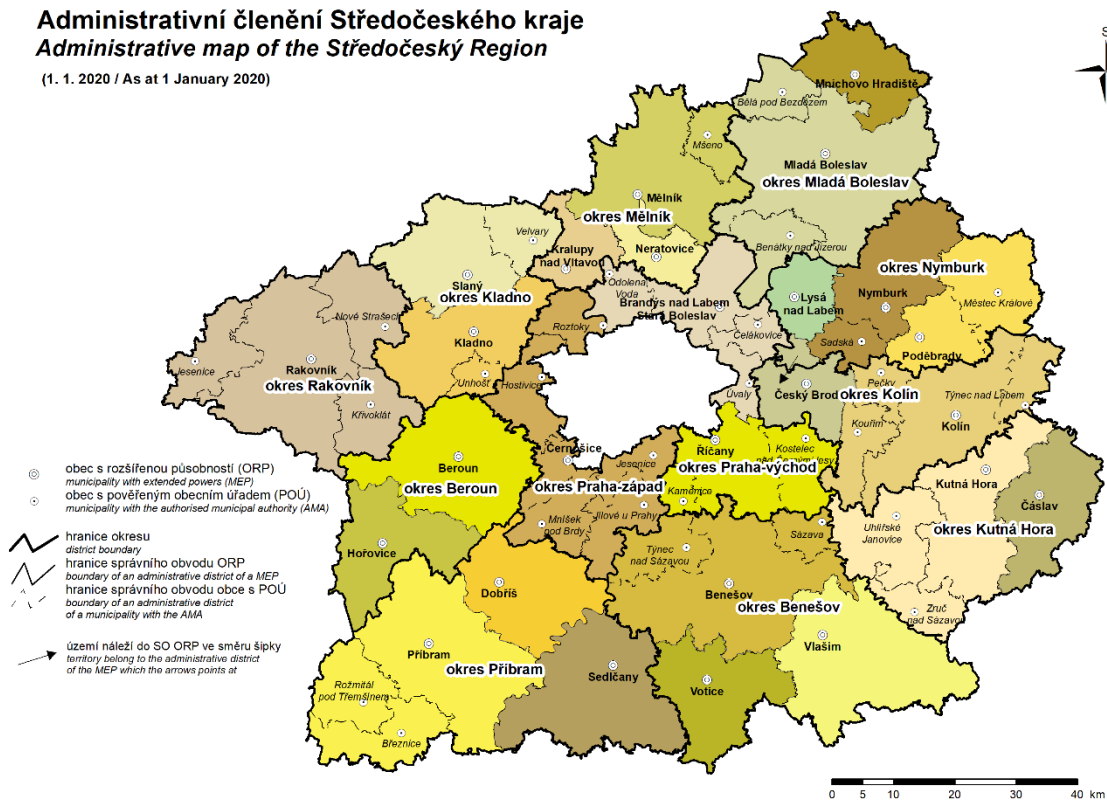 Administrativní členění Středočeského kraje
Administrative map of the Středočeský Region
(1. 1. 2020 / As at 1 January 2020)
S
Mnichovo Hradiště
Bělá pod Bezdězem
Mšeno
Mladá Boleslav
okres Mladá Boleslav
Mělník
okres Mělník
Velvary
Benátky nad Jizerou
Kralupy
nad Vltavou
Neratovice
okres Nymburk
Slaný
okres Kladno
Odolena
Voda
Brandýs nad Labem
Stará Boleslav
Lysá
nad Labem
Nymburk
Městec Králové
Nové Strašecí
Roztoky
Čelákovice
Sadská
Poděbrady
Kladno
Jesenice
Rakovník
okres Rakovník
Unhošť
Hostivice
Úvaly
Český Brod
Pečky
okres Kolín
Týnec nad Labem
Křivoklát
Kouřim
Kolín
Beroun
okres Beroun
Černošice
Jesenice
okres Praha-západ
Říčany
Kostelec
nad Černými lesy
okres Praha-východ
Kamenice
Jílové u Prahy
Mníšek
pod Brdy
Kutná Hora
Čáslav
Uhlířské
Janovice
okres Kutná Hora
Hořovice
Týnec
nad Sázavou
Sázava
Dobříš
Benešov
okres Benešov
Zruč
nad Sázavou
Vlašim
Příbram
okres Příbram
Sedlčany
Votice
Rožmitál
pod Třemšínem
Březnice
obec s rozšířenou působností (ORP)
municipality with extended powers (MEP)
obec s pověřeným obecním úřadem (POÚ)
municipality with the authorised municipal authority (AMA)
hranice okresu
district boundary
hranice správního obvodu ORP
boundary of an administrative district of a MEP
hranice správního obvodu obce s POÚ
boundary of an administrative district
of a municipality with the AMA
území náleží do SO ORP ve směru šipky
territory belong to the administrative district
of the MEP which the arrows points at
0 5 10 20 30 40 km